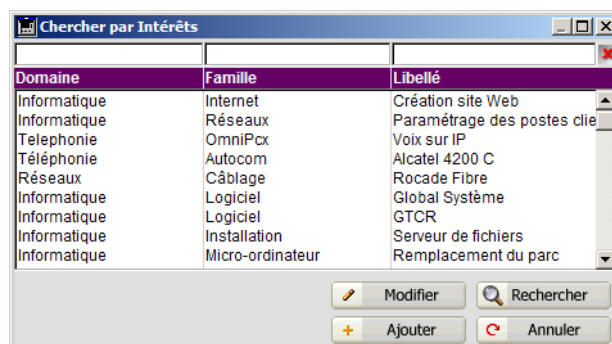 Chercher par Intérêts
Domaine Famille Libellé
Informatique Internet Création site Web
Informatique Réseaux Paramétrage des postes clie
Telephonie OmniPcx Voix sur IP
Téléphonie Autocom Alcatel 4200 C
Réseaux Câblage Rocade Fibre
Informatique Logiciel Global Système
Informatique Logiciel GTCR
Informatique Installation Serveur de fichiers
Informatique Micro-ordinateur Remplacement du parc
Modifier Rechercher
Ajouter Annuler